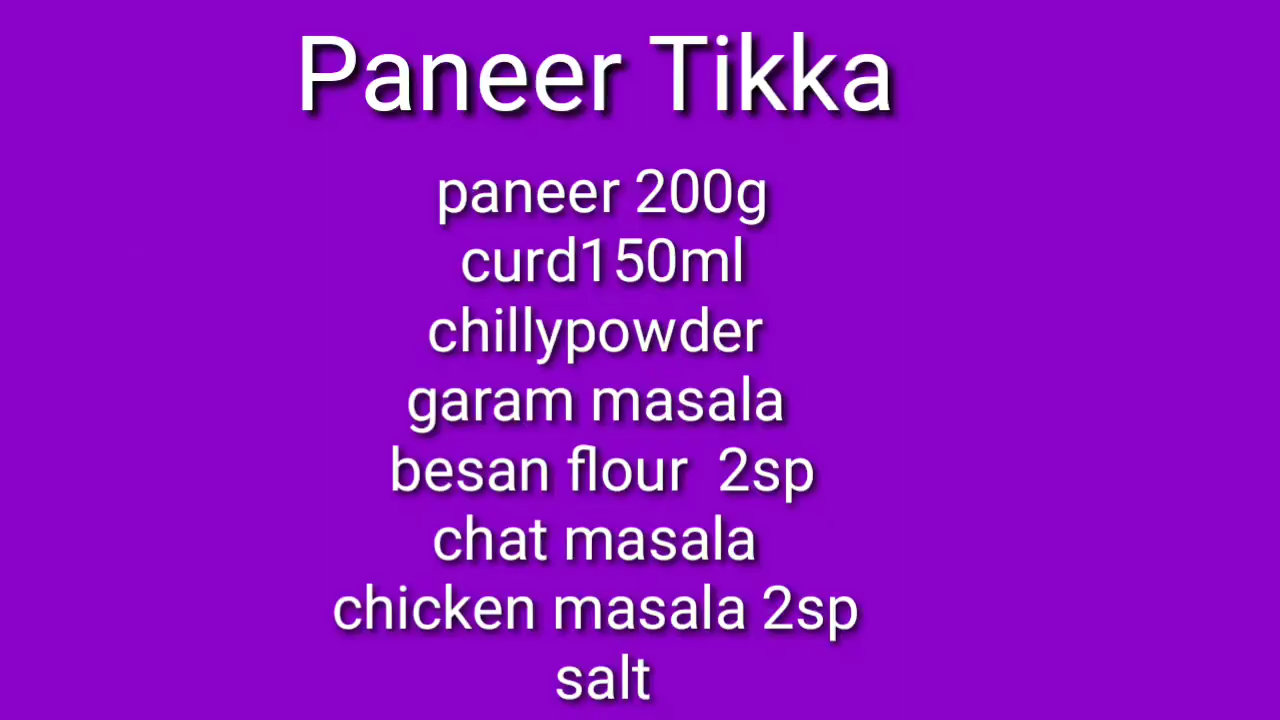 Paneer Tikka
paneer 200g
curd150ml
chillypowder
garam masala
besan flour  2sp
chat masala
chicken masala 2sp
salt